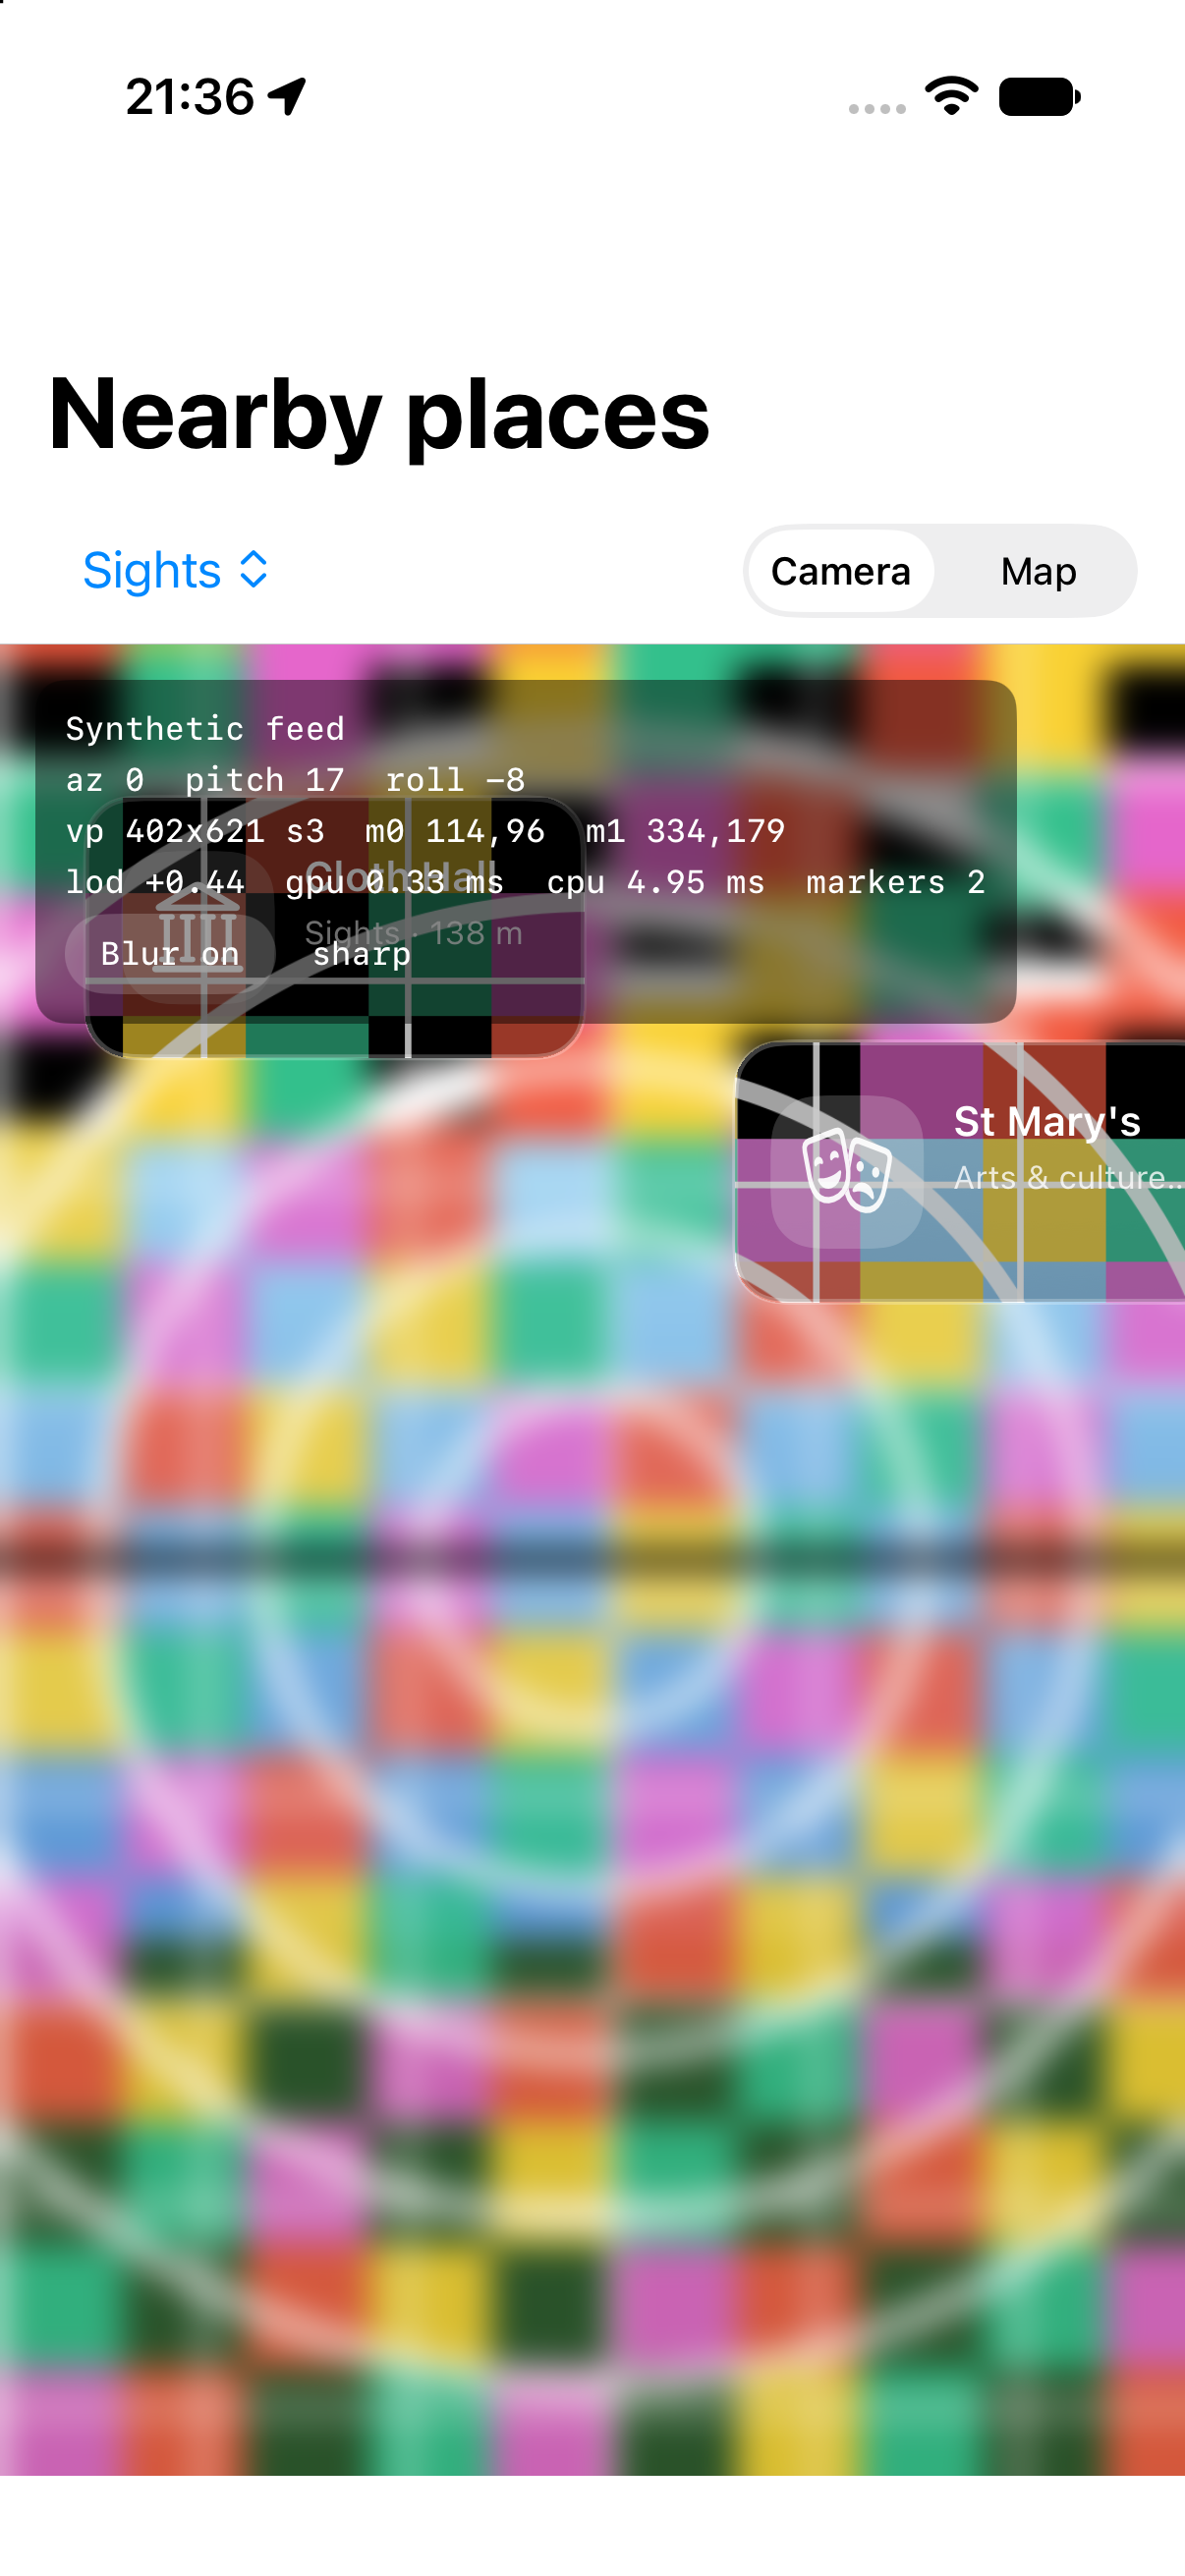 21:36
Nearby places
Sights
Camera Map
Synthetic feed
az 0 pitch 17 roll −8
vp 402x621 s3 m0 114,96 m1 334,179
lod +0.44 gpu 0.33 ms cpu 4.95 ms markers 2
Blur on sharp
Cloth Hall
Sights · 138 m
St Mary's
Arts & culture...